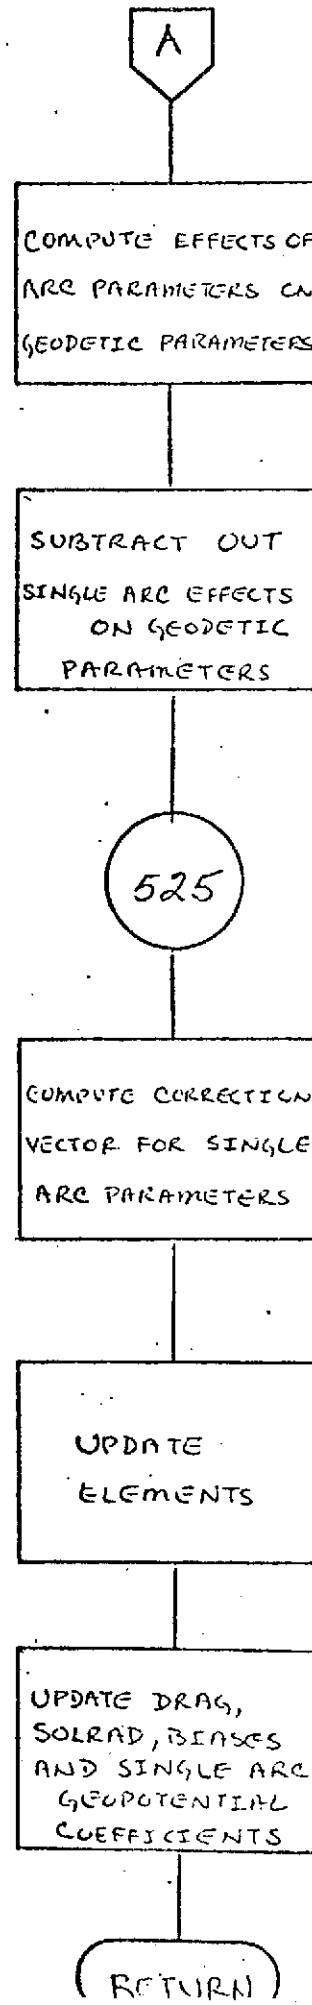 A
COMPUTE EFFECTS OF
ARC PARAMETERS ON
GEODETIC PARAMETERS
SUBTRACT OUT
SINGLE ARC EFFECTS
ON GEODETIC
PARAMETERS
525
COMPUTE CORRECTION
VECTOR FOR SINGLE
ARC PARAMETERS
UPDATE
ELEMENTS
UPDATE DRAG,
SOLRAD, BIASES
AND SINGLE ARC
GEOPOTENTIAL
COEFFICIENTS
RETURN